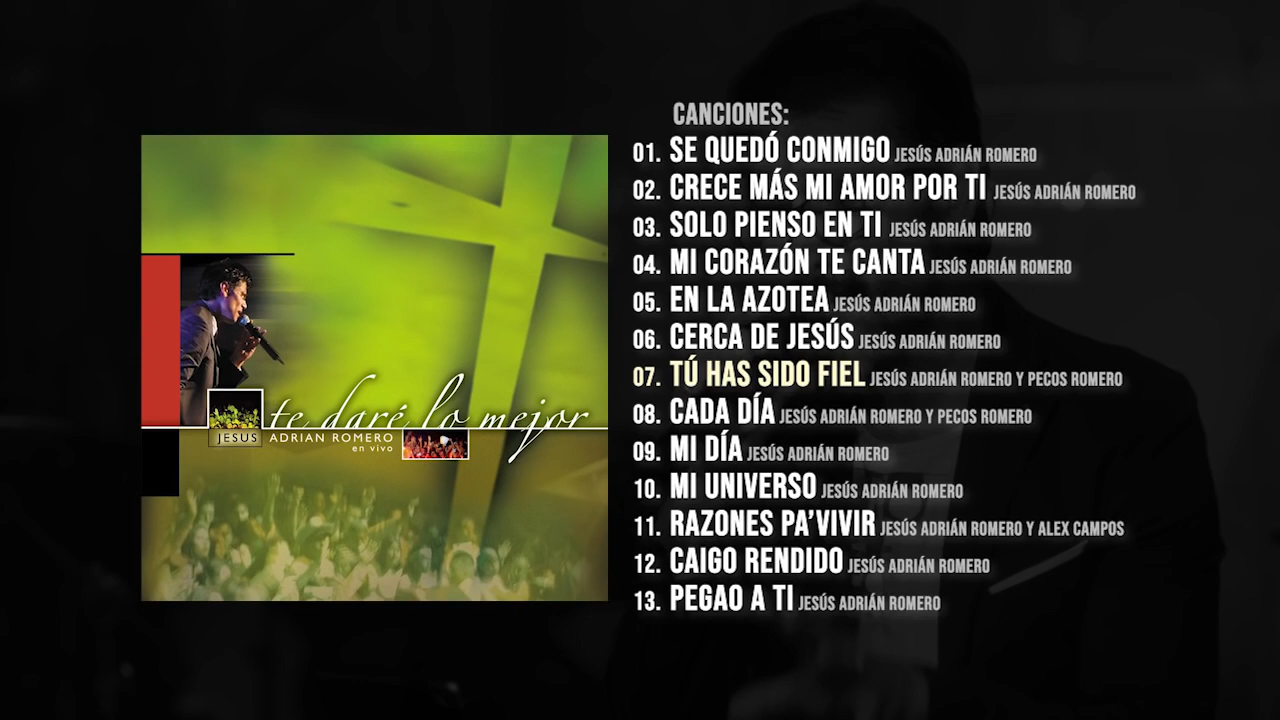 te daré lo mejor
JESUS ADRIAN ROMERO
en vivo
CANCIONES:
01. SE QUEDÓ CONMIGO JESÚS ADRIÁN ROMERO
02. CRECE MÁS MI AMOR POR TI JESÚS ADRIÁN ROMERO
03. SOLO PIENSO EN TI JESÚS ADRIÁN ROMERO
04. MI CORAZÓN TE CANTA JESÚS ADRIÁN ROMERO
05. EN LA AZOTEA JESÚS ADRIÁN ROMERO
06. CERCA DE JESÚS JESÚS ADRIÁN ROMERO
07. TÚ HAS SIDO FIEL JESÚS ADRIÁN ROMERO Y PECOS ROMERO
08. CADA DÍA JESÚS ADRIÁN ROMERO Y PECOS ROMERO
09. MI DÍA JESÚS ADRIÁN ROMERO
10. MI UNIVERSO JESÚS ADRIÁN ROMERO
11. RAZONES PA’VIVIR JESÚS ADRIÁN ROMERO Y ALEX CAMPOS
12. CAIGO RENDIDO JESÚS ADRIÁN ROMERO
13. PEGAO A TI JESÚS ADRIÁN ROMERO